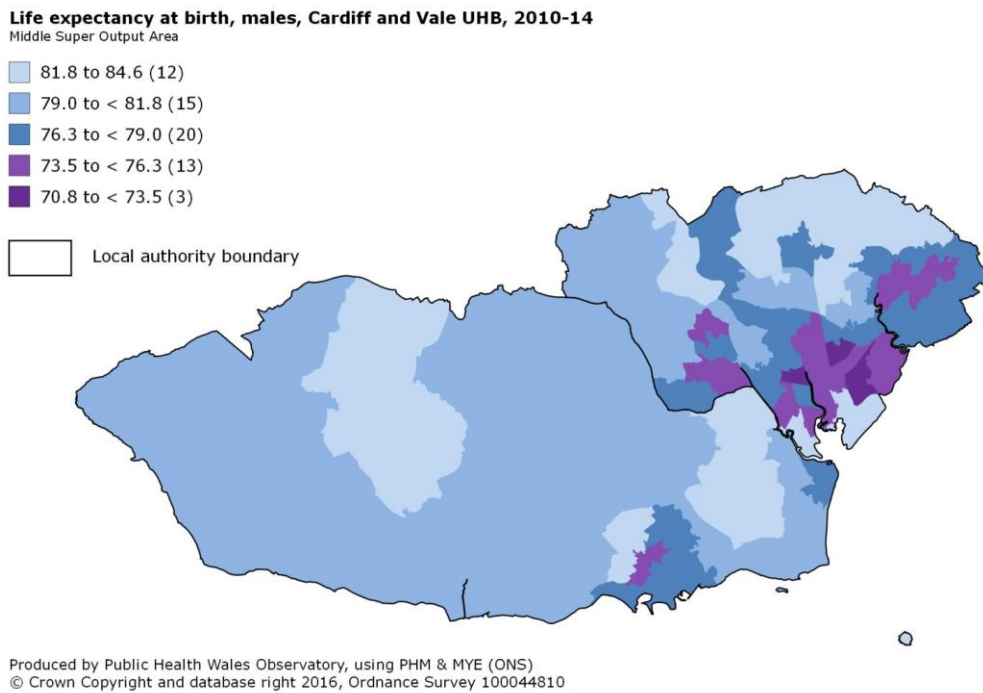 Life expectancy at birth, males, Cardiff and Vale UHB, 2010-14
Middle Super Output Area
81.8 to 84.6 (12)
79.0 to < 81.8 (15)
76.3 to < 79.0 (20)
73.5 to < 76.3 (13)
70.8 to < 73.5 (3)
Local authority boundary
Produced by Public Health Wales Observatory, using PHM & MYE (ONS)
© Crown Copyright and database right 2016, Ordnance Survey 100044810